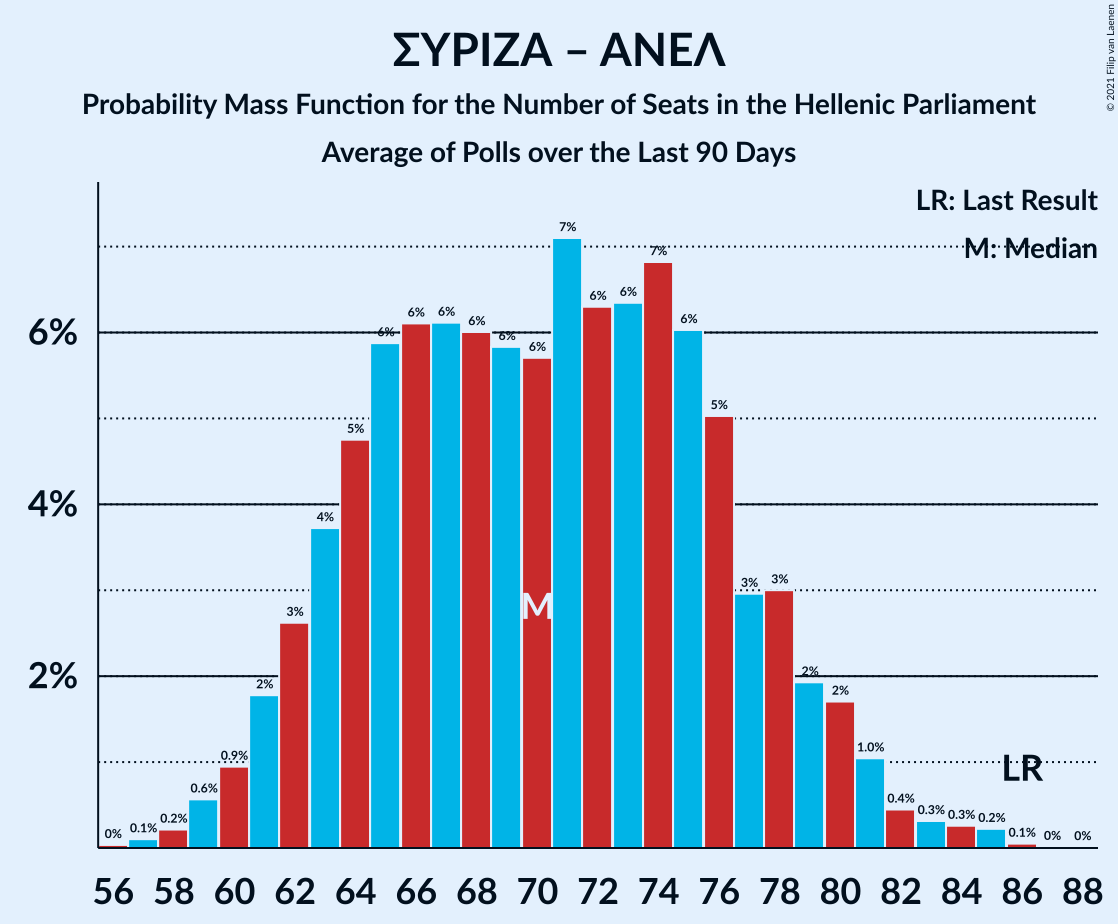 ΣΥΡΙΖΑ – ΑΝΕΛ
Probability Mass Function for the Number of Seats in the Hellenic Parliament
Average of Polls over the Last 90 Days
© 2021 Filip van Laenen
LR: Last Result
M: Median
6%
4%
2%
0% 0.1% 0.2% 0.6% 0.9% 2% 3% 4% 5% 6% 6% 6% 6% 6% 6% 7% 6% 6% 7% 6% 5% 3% 3% 2% 2% 1.0% 0.4% 0.3% 0.3% 0.2% 0.1% 0% 0%
M
LR
56 58 60 62 64 66 68 70 72 74 76 78 80 82 84 86 88